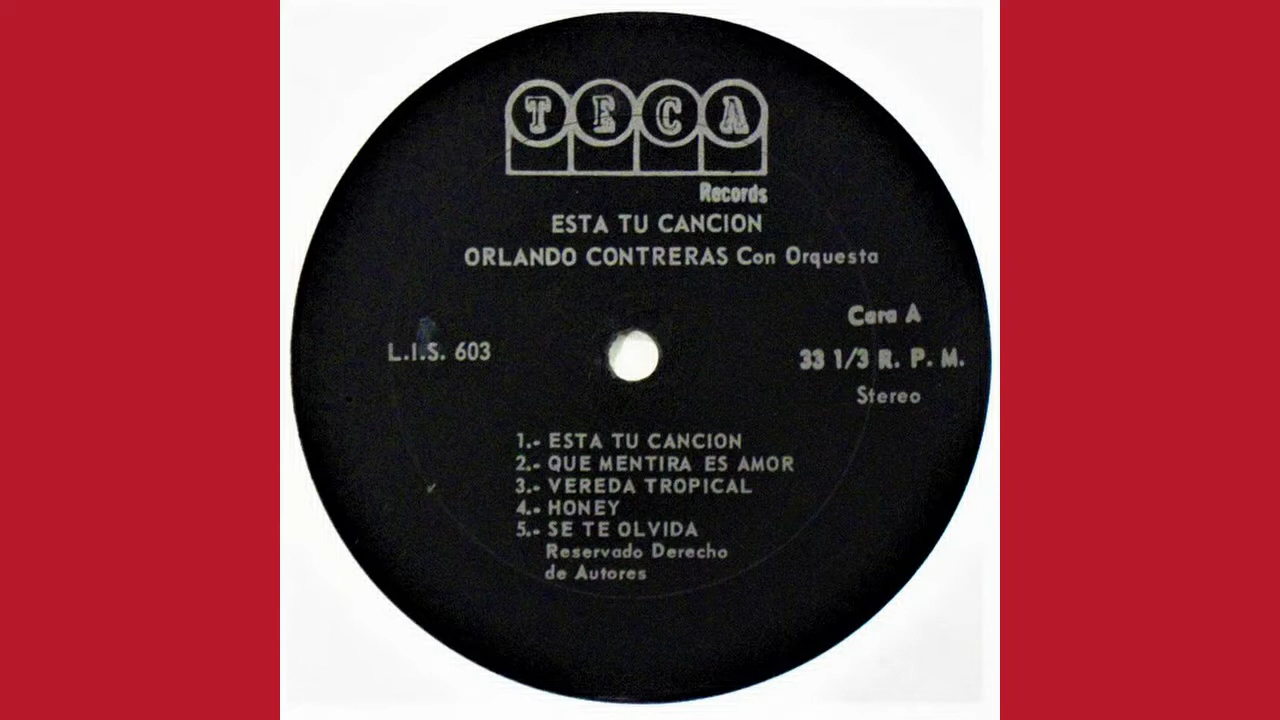 TECA
Records
ESTA TU CANCION
ORLANDO CONTRERAS Con Orquesta
Cara A
L.I.S. 603
33 1/3 R. P. M.
Stereo
1.- ESTA TU CANCION
2.- QUE MENTIRA ES AMOR
3.- VEREDA TROPICAL
4.- HONEY
5.- SE TE OLVIDA
Reservado Derecho
de Autores